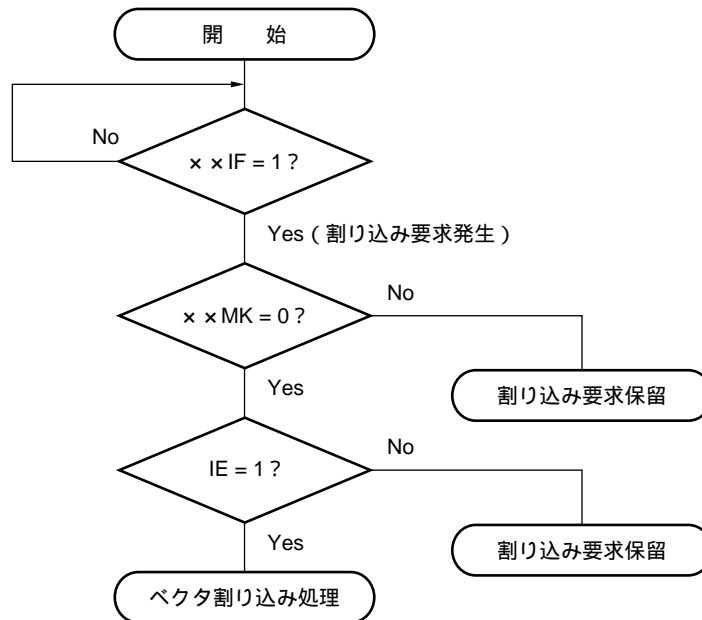 開 始
No
××IF = 1？
Yes（割り込み要求発生）
××MK = 0？
No
割り込み要求保留
Yes
IE = 1？
No
割り込み要求保留
Yes
ベクタ割り込み処理